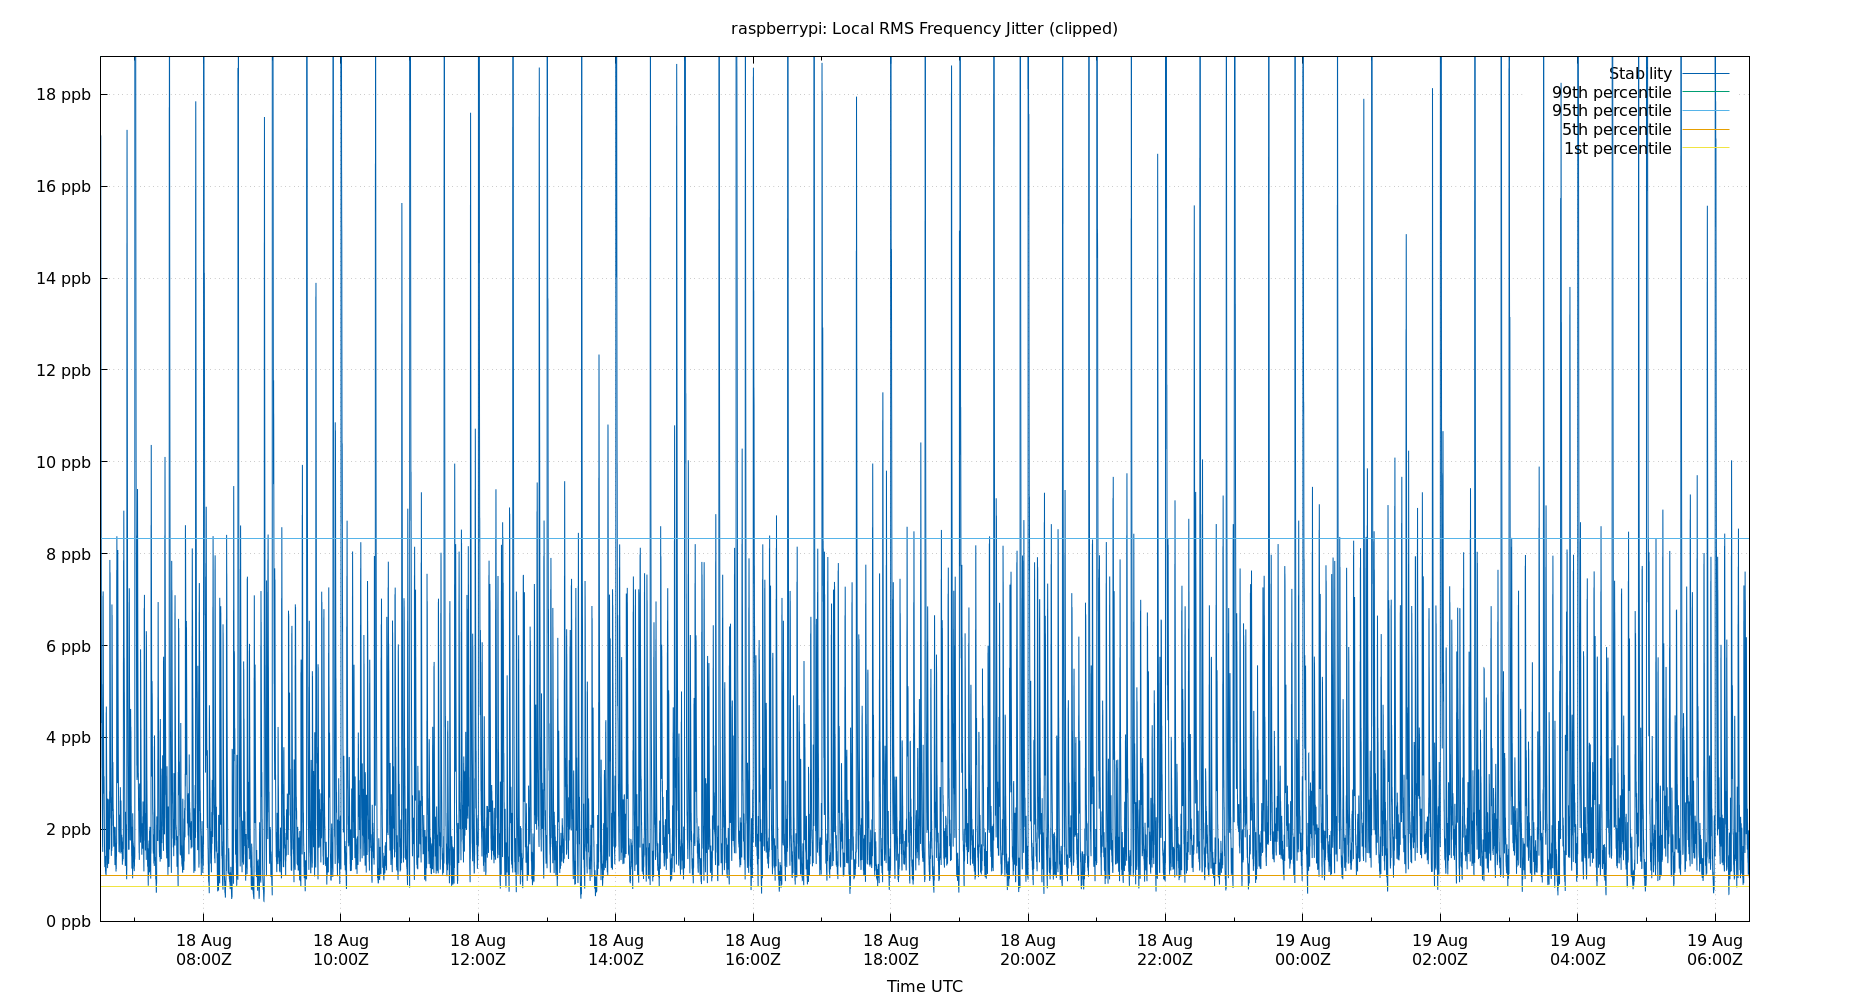 raspberrypi: Local RMS Frequency Jitter (clipped)
Stability
99th percentile
95th percentile
5th percentile
1st percentile
18 ppb
16 ppb
14 ppb
12 ppb
10 ppb
8 ppb
6 ppb
4 ppb
2 ppb
0 ppb
18 Aug 18 Aug 18 Aug 18 Aug 18 Aug 18 Aug 18 Aug 18 Aug 19 Aug 19 Aug 19 Aug 19 Aug
08:00Z 10:00Z 12:00Z 14:00Z 16:00Z 18:00Z 20:00Z 22:00Z 00:00Z 02:00Z 04:00Z 06:00Z
Time UTC